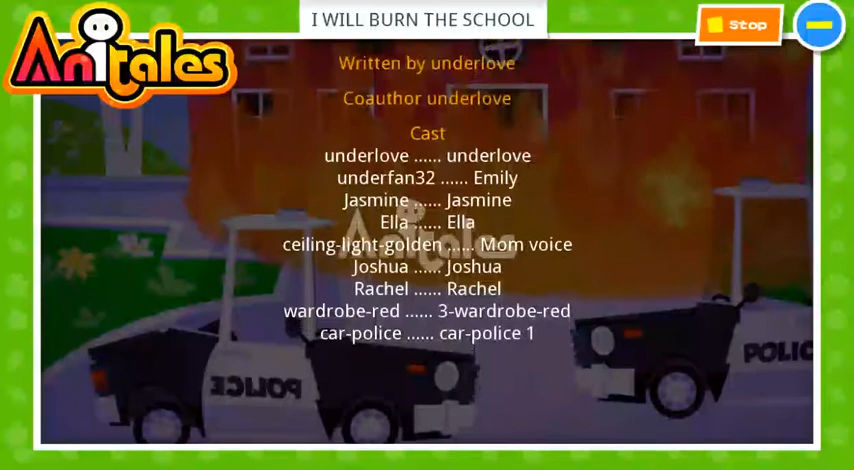 I WILL BURN THE SCHOOL
Stop
Anitales
Written by underlove
Coauthor underlove
Cast
underlove ...... underlove
underfan32 ...... Emily
Jasmine ...... Jasmine
Ella ...... Ella
ceiling-light-golden ...... Mom voice
Joshua ...... Joshua
Rachel ...... Rachel
wardrobe-red ...... 3-wardrobe-red
car-police ...... car-police 1
Anitales
POLICE
POLIC